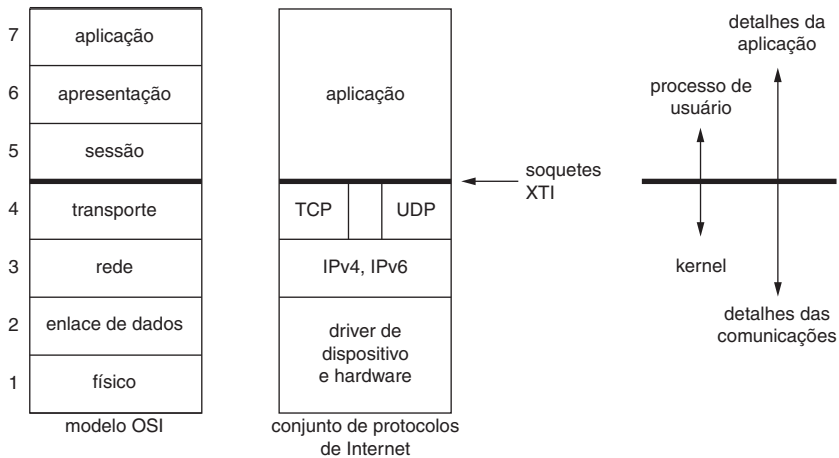 7
aplicação
6
apresentação
5
sessão
4
transporte
3
rede
2
enlace de dados
1
físico
modelo OSI
aplicação
TCP
UDP
IPv4, IPv6
driver de
dispositivo
e hardware
conjunto de protocolos
de Internet
soquetes
XTI
detalhes da
aplicação
processo de
usuário
kernel
detalhes das
comunicações